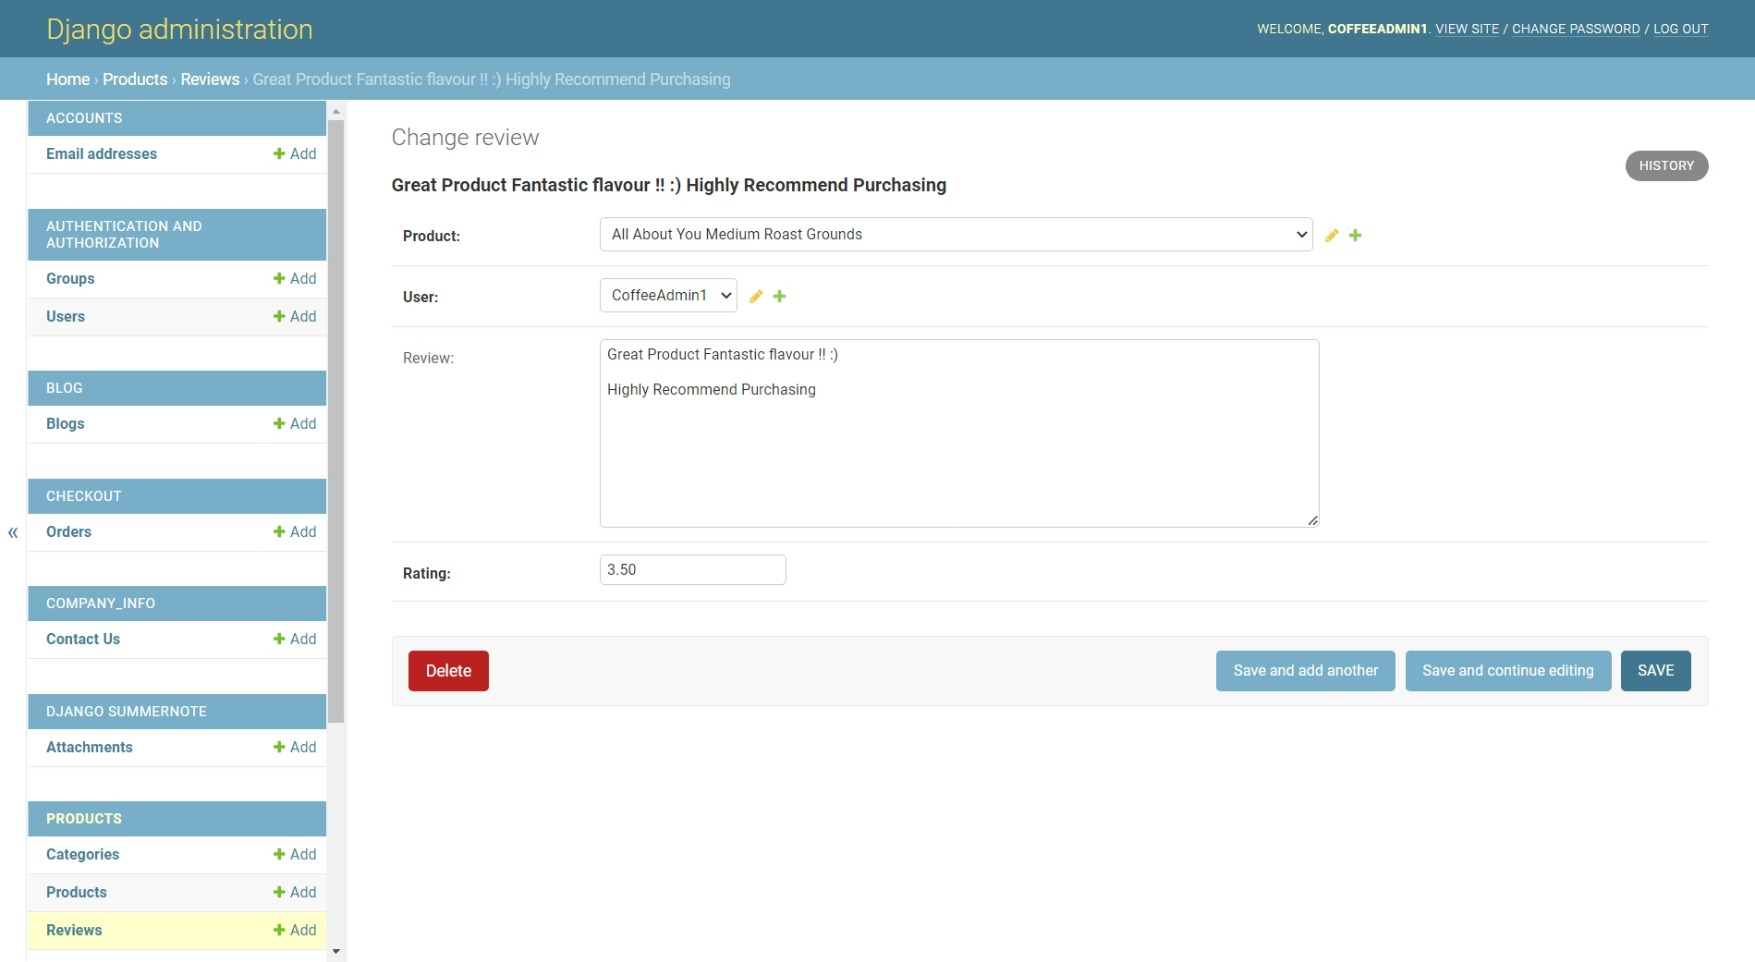 Django administration
WELCOME, COFFEEADMIN1. VIEW SITE / CHANGE PASSWORD / LOG OUT
Home › Products › Reviews › Great Product Fantastic flavour !! :) Highly Recommend Purchasing
ACCOUNTS
Email addresses + Add
AUTHENTICATION AND
AUTHORIZATION
Groups + Add
Users + Add
BLOG
Blogs + Add
CHECKOUT
Orders + Add
COMPANY_INFO
Contact Us + Add
DJANGO SUMMERNOTE
Attachments + Add
PRODUCTS
Categories + Add
Products + Add
Reviews + Add
«
Change review
HISTORY
Great Product Fantastic flavour !! :) Highly Recommend Purchasing
Product: All About You Medium Roast Grounds
User: CoffeeAdmin1
Review: Great Product Fantastic flavour !! :)
Highly Recommend Purchasing
Rating: 3.50
Delete Save and add another Save and continue editing SAVE